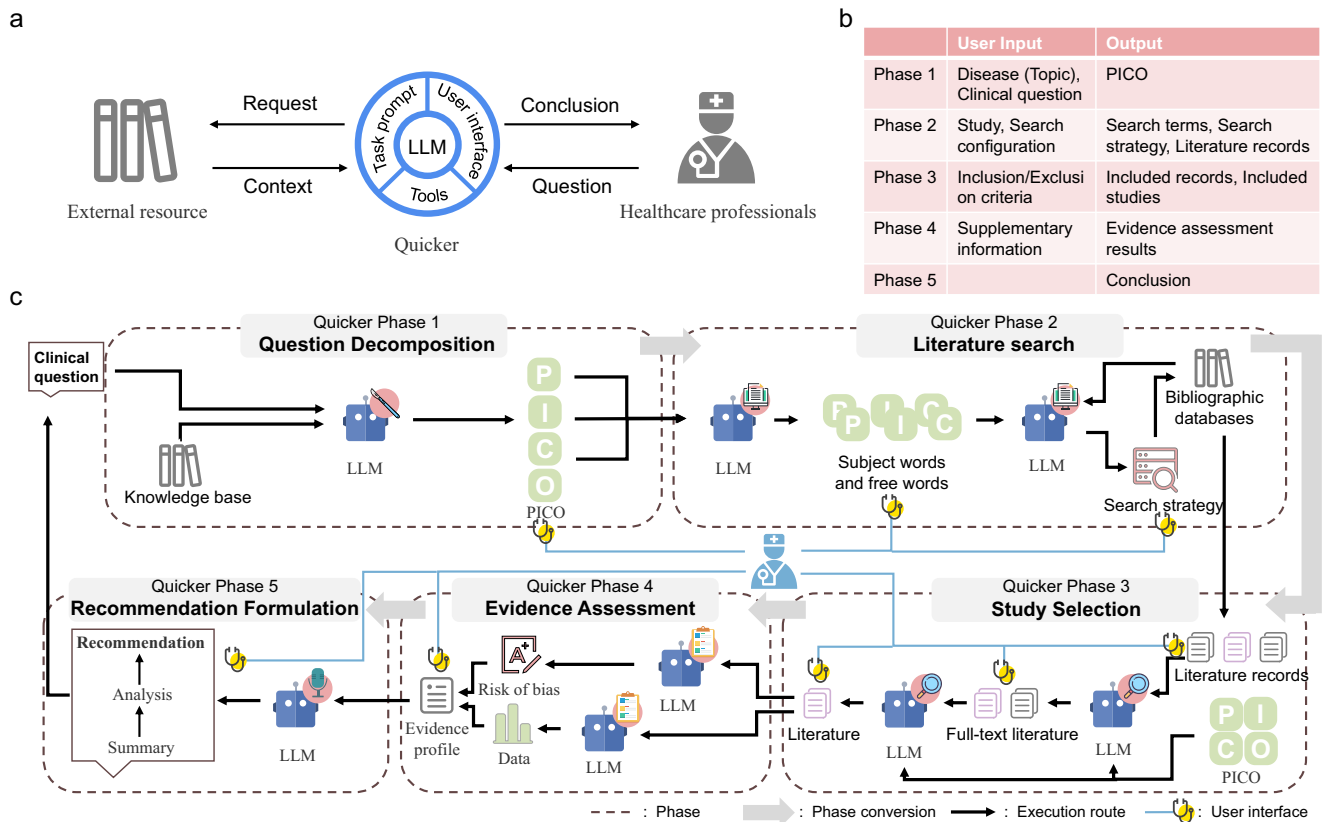 a
Request
Context
External resource
Task prompt
User interface
Tools
LLM
Quicker
Conclusion
Question
Healthcare professionals
b
User Input Output
Phase 1 Disease (Topic), PICO
Clinical question
Phase 2 Study, Search Search terms, Search
configuration strategy, Literature records
Phase 3 Inclusion/Exclusi Included records, Included
on criteria studies
Phase 4 Supplementary Evidence assessment
information results
Phase 5 Conclusion
c
Quicker Phase 1
Question Decomposition
Clinical
question
Knowledge base
LLM
P
I
C
O
PICO
Quicker Phase 2
Literature search
LLM
P P I I C C
Subject words
and free words
LLM
Bibliographic
databases
Search strategy
Quicker Phase 5
Recommendation Formulation
Recommendation
Analysis
Summary
LLM
Quicker Phase 4
Evidence Assessment
A+
Risk of bias
Evidence
profile
Data
LLM
LLM
Quicker Phase 3
Study Selection
Literature
LLM
Full-text literature
LLM
Literature records
P I
C O
PICO
: Phase : Phase conversion : Execution route : User interface